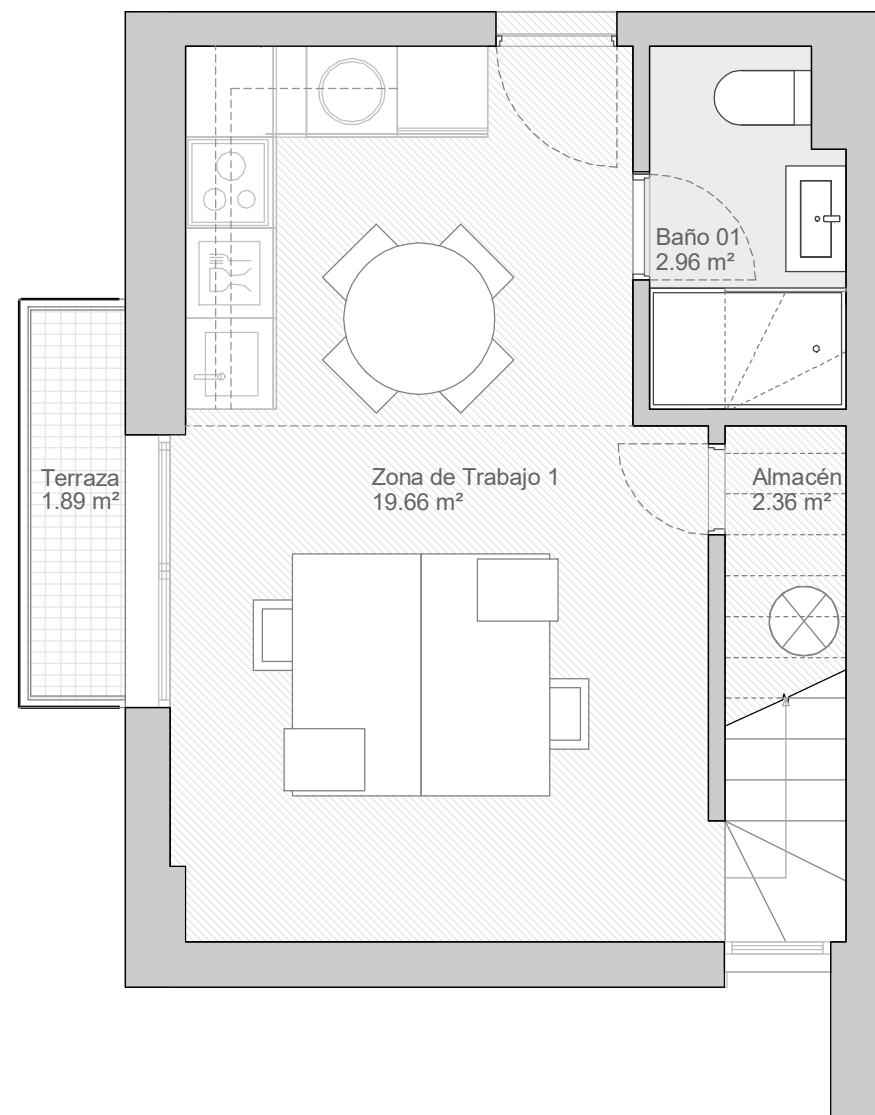 Baño 01
2.96 m²
Terraza
1.89 m²
Zona de Trabajo 1
19.66 m²
Almacén
2.36 m²